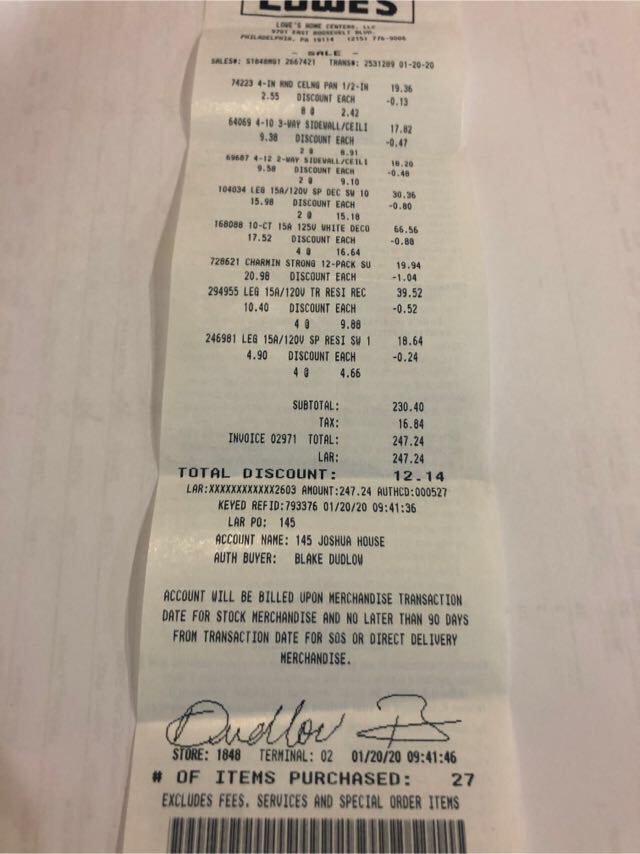 LOWE'S
LOWE'S HOME CENTERS, LLC
9701 EAST ROOSEVELT BLVD.
PHILADELPHIA, PA 19114 (215) 776-9006
- SALE -
SALES#: S1848MG1 2667421 TRANS#: 2531289 01-20-20
74223 4-IN RND CELNG PAN 1/2-IN 19.36
2.55 DISCOUNT EACH -0.13
8 @ 2.42
64069 4-10 3-WAY SIDEWALL/CEILI 17.82
9.38 DISCOUNT EACH -0.47
2 @ 8.91
69687 4-12 2-WAY SIDEWALL/CEILI 18.20
9.58 DISCOUNT EACH -0.48
2 @ 9.10
104034 LEG 15A/120V SP DEC SW 10 30.36
15.98 DISCOUNT EACH -0.80
2 @ 15.18
168088 10-CT 15A 125V WHITE DECO 66.56
17.52 DISCOUNT EACH -0.88
4 @ 16.64
728621 CHARMIN STRONG 12-PACK SU 19.94
20.98 DISCOUNT EACH -1.04
294955 LEG 15A/120V TR RESI REC 39.52
10.40 DISCOUNT EACH -0.52
4 @ 9.88
246981 LEG 15A/120V SP RESI SW 1 18.64
4.90 DISCOUNT EACH -0.24
4 @ 4.66
SUBTOTAL: 230.40
TAX: 16.84
INVOICE 02971 TOTAL: 247.24
LAR: 247.24
TOTAL DISCOUNT: 12.14
LAR:XXXXXXXXXXXX2603 AMOUNT:247.24 AUTHCD:000527
KEYED REFID:793376 01/20/20 09:41:36
LAR PO: 145
ACCOUNT NAME: 145 JOSHUA HOUSE
AUTH BUYER: BLAKE DUDLOW
ACCOUNT WILL BE BILLED UPON MERCHANDISE TRANSACTION
DATE FOR STOCK MERCHANDISE AND NO LATER THAN 90 DAYS
FROM TRANSACTION DATE FOR SOS OR DIRECT DELIVERY
MERCHANDISE.
Dudlow B
STORE: 1848 TERMINAL: 02 01/20/20 09:41:46
# OF ITEMS PURCHASED: 27
EXCLUDES FEES, SERVICES AND SPECIAL ORDER ITEMS